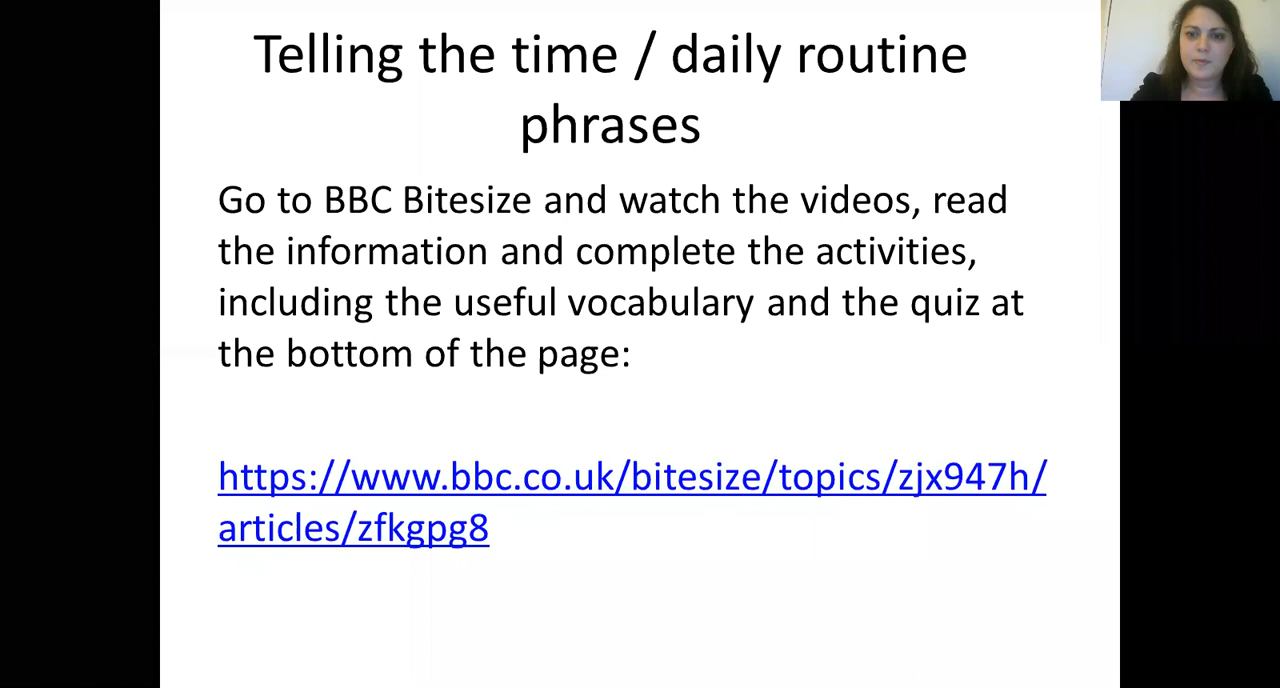 Telling the time / daily routine
phrases
Go to BBC Bitesize and watch the videos, read
the information and complete the activities,
including the useful vocabulary and the quiz at
the bottom of the page:
https://www.bbc.co.uk/bitesize/topics/zjx947h/
articles/zfkgpg8